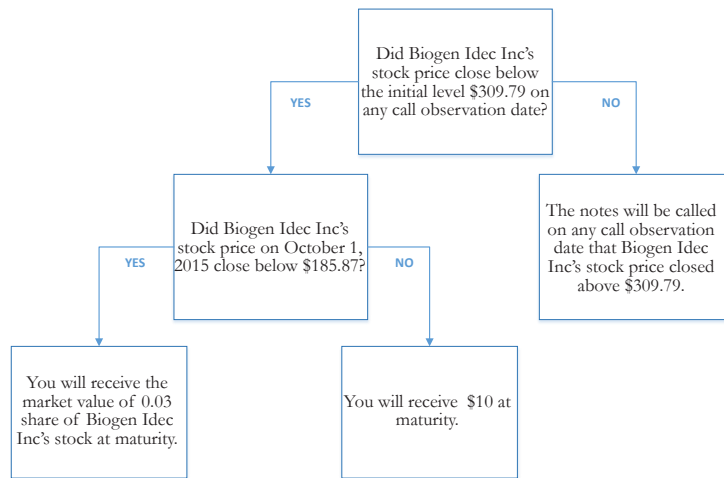 Did Biogen Idec Inc's
stock price close below
the initial level $309.79 on
any call observation date?
YES
NO
Did Biogen Idec Inc's
stock price on October 1,
2015 close below $185.87?
The notes will be called
on any call observation
date that Biogen Idec
Inc's stock price closed
above $309.79.
YES
NO
You will receive the
market value of 0.03
share of Biogen Idec
Inc's stock at maturity.
You will receive $10 at
maturity.